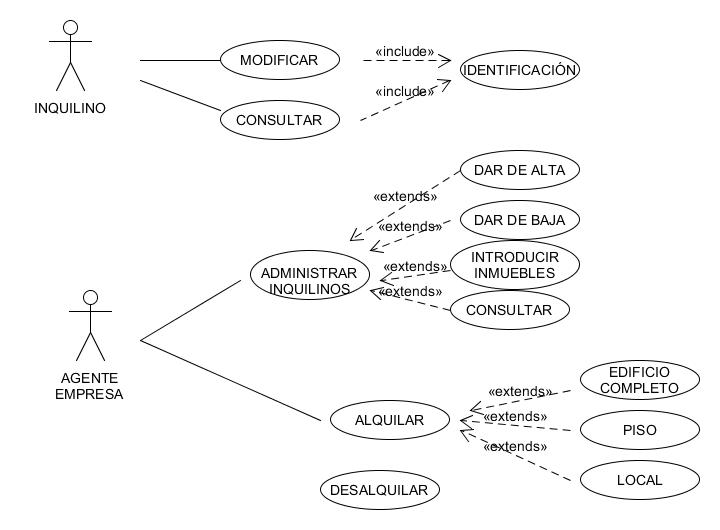 MODIFICAR
«include»
IDENTIFICACIÓN
INQUILINO
«include»
CONSULTAR
DAR DE ALTA
«extends»
DAR DE BAJA
«extends»
INTRODUCIR
INMUEBLES
«extends»
ADMINISTRAR
INQUILINOS
«extends»
CONSULTAR
AGENTE
EMPRESA
EDIFICIO
COMPLETO
«extends»
ALQUILAR
«extends»
PISO
«extends»
LOCAL
DESALQUILAR